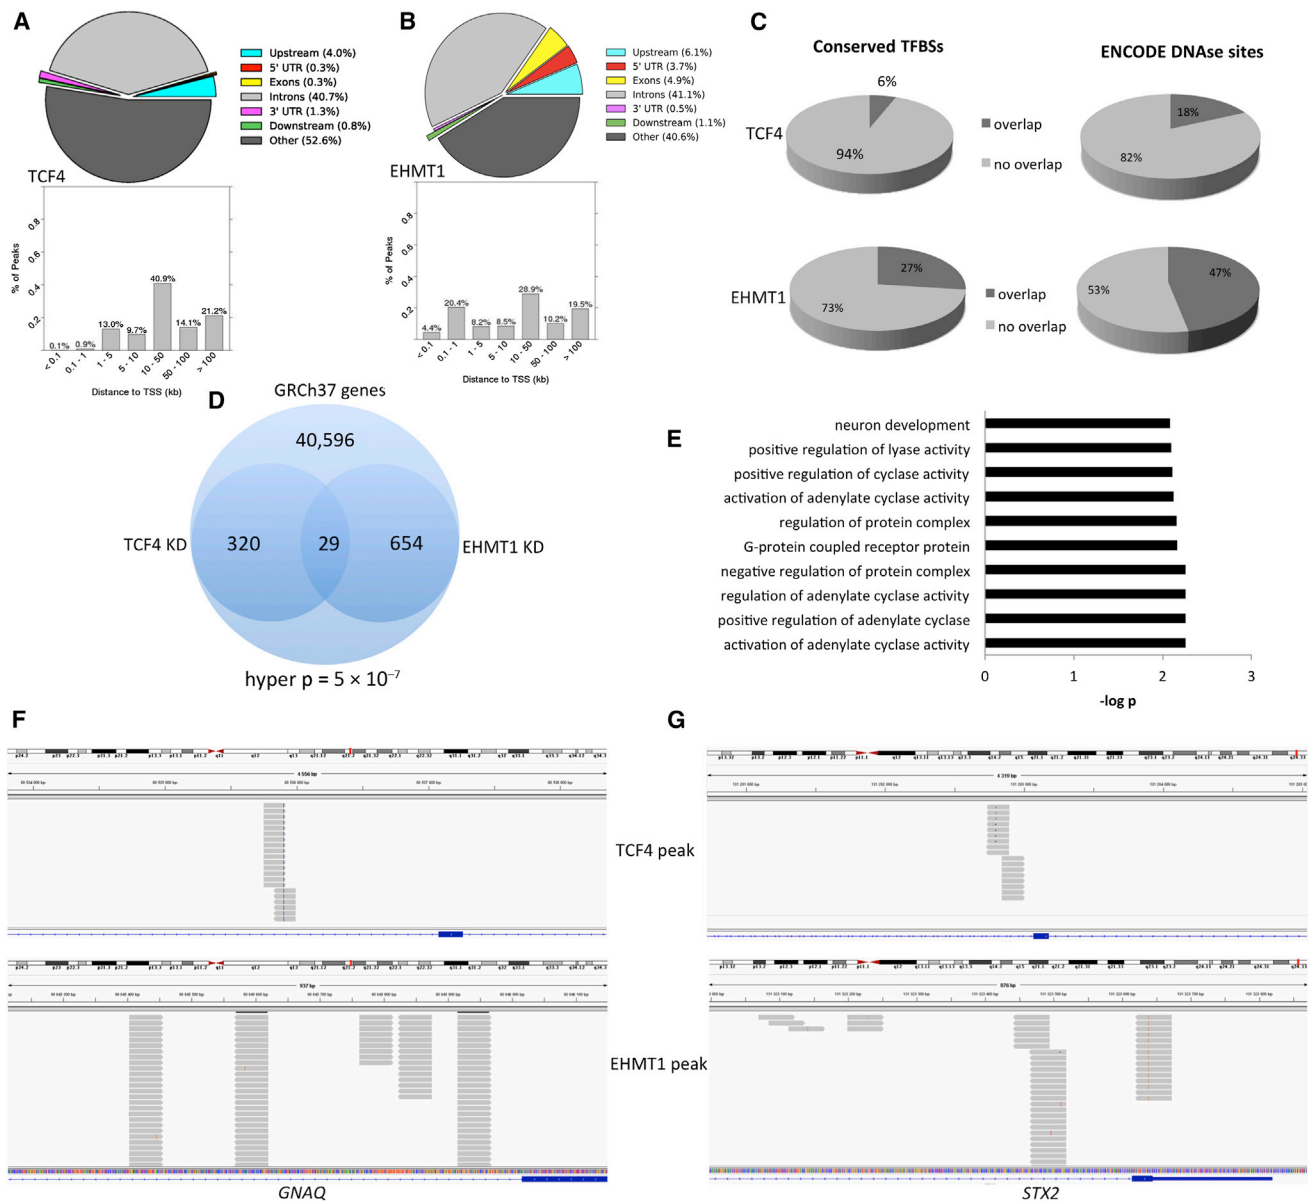 A
Upstream (4.0%)
5' UTR (0.3%)
Exons (0.3%)
Introns (40.7%)
3' UTR (1.3%)
Downstream (0.8%)
Other (52.6%)
TCF4
% of Peaks
0.8
0.6
0.4
0.2
0.1%
0.9%
13.0%
9.7%
40.9%
14.1%
21.2%
< 0.1
0.1 - 1
1 - 5
5 - 10
10 - 50
50 - 100
> 100
Distance to TSS (kb)
B
Upstream (6.1%)
5' UTR (3.7%)
Exons (4.9%)
Introns (41.1%)
3' UTR (0.5%)
Downstream (1.1%)
Other (40.6%)
EHMT1
% of Peaks
0.8
0.6
0.4
0.2
4.4%
20.4%
8.2%
8.5%
28.9%
10.2%
19.5%
< 0.1
0.1 - 1
1 - 5
5 - 10
10 - 50
50 - 100
> 100
Distance to TSS (kb)
C
Conserved TFBSs
ENCODE DNAse sites
TCF4
6%
94%
overlap
no overlap
18%
82%
EHMT1
27%
73%
overlap
no overlap
47%
53%
D
GRCh37 genes
40,596
TCF4 KD
320
29
654
EHMT1 KD
hyper p = 5 × 10⁻⁷
E
neuron development
positive regulation of lyase activity
positive regulation of cyclase activity
activation of adenylate cyclase activity
regulation of protein complex
G-protein coupled receptor protein
negative regulation of protein complex
regulation of adenylate cyclase activity
positive regulation of adenylate cyclase
activation of adenylate cyclase activity
0 1 2 3
-log p
F
4 556 bp
G
4 319 bp
TCF4 peak
937 bp
876 bp
EHMT1 peak
GNAQ
STX2